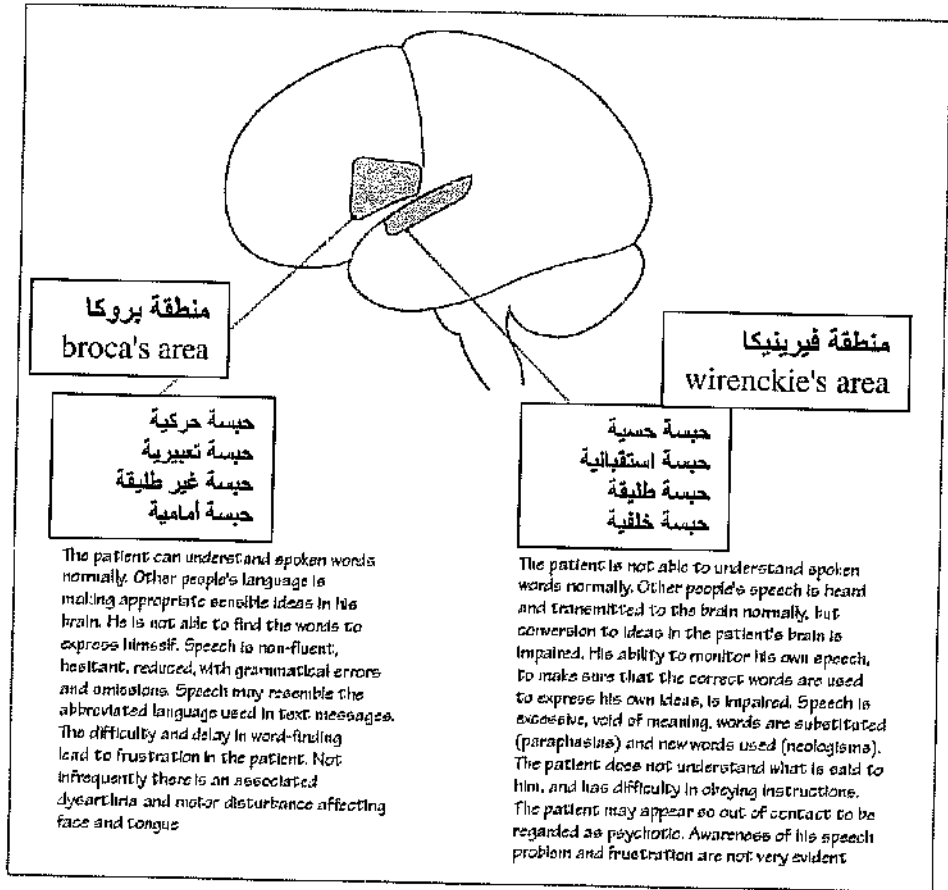 منطقة بروكا
broca's area
حبسة حركية
حبسة تعبيرية
حبسة غير طليقة
حبسة أمامية
The patient can understand spoken words
normally. Other people's language is
making appropriate sensible ideas in his
brain. He is not able to find the words to
express himself. Speech is non-fluent,
hesitant, reduced, with grammatical errors
and omissions. Speech may resemble the
abbreviated language used in text messages.
The difficulty and delay in word-finding
lead to frustration in the patient. Not
infrequently there is an associated
dysarthria and motor disturbance affecting
face and tongue
منطقة فيرينيكا
wirenckie's area
حبسة حسية
حبسة استقبالية
حبسة طليقة
حبسة خلفية
The patient is not able to understand spoken
words normally. Other people's speech is heard
and transmitted to the brain normally, but
conversion to ideas in the patient's brain is
impaired. His ability to monitor his own speech,
to make sure that the correct words are used
to express his own ideas, is impaired. Speech is
excessive, void of meaning, words are substituted
(paraphasias) and new words used (neologisms).
The patient does not understand what is said to
him, and has difficulty in obeying instructions.
The patient may appear so out of contact to be
regarded as psychotic. Awareness of his speech
problem and frustration are not very evident